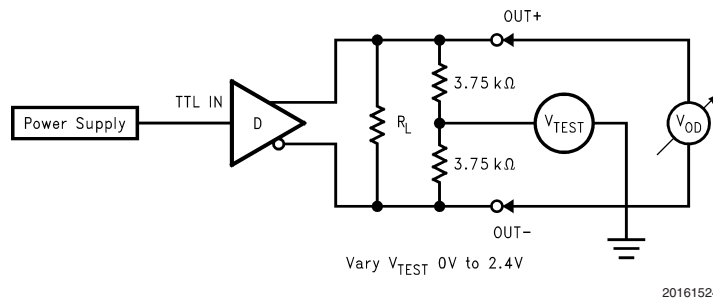 OUT+
TTL IN
3.75 kΩ
Power Supply
D
R_L
V_TEST
V_OD
3.75 kΩ
OUT-
Vary V_TEST 0V to 2.4V